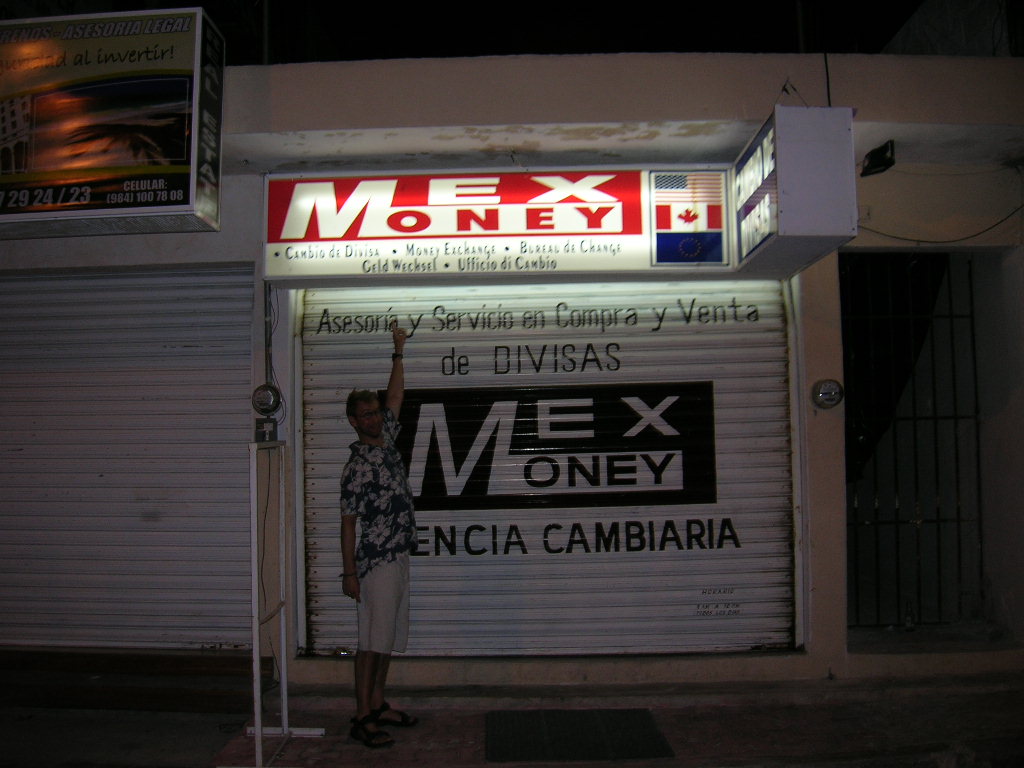 ASESORIA LEGAL
al invertir!
7 29 24 / 23
CELULAR:
(984) 100 78 08
MEX
MONEY
• CAMBIO DE DIVISA • MONEY EXCHANGE • BUREAU DE CHANGE
GELD WECHSEL • UFFICIO DI CAMBIO
DIVISAS
Asesoría y Servicio en Compra y Venta
de DIVISAS
MEX
MONEY
ENCIA CAMBIARIA
HORARIO